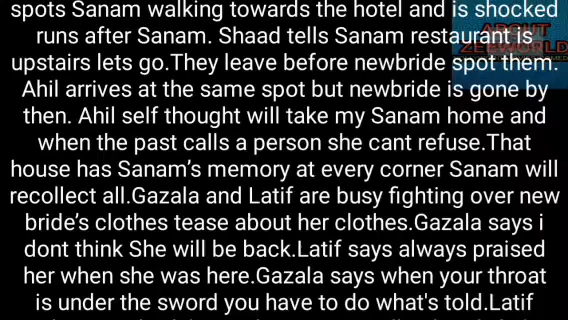 spots Sanam walking towards the hotel and is shocked
runs after Sanam. Shaad tells Sanam restaurant is
upstairs lets go.They leave before newbride spot them.
Ahil arrives at the same spot but newbride is gone by
then. Ahil self thought will take my Sanam home and
when the past calls a person she cant refuse.That
house has Sanam’s memory at every corner Sanam will
recollect all.Gazala and Latif are busy fighting over new
bride’s clothes tease about her clothes.Gazala says i
dont think She will be back.Latif says always praised
her when she was here.Gazala says when your throat
is under the sword you have to do what's told.Latif
ABOUT
ZEEWORLD